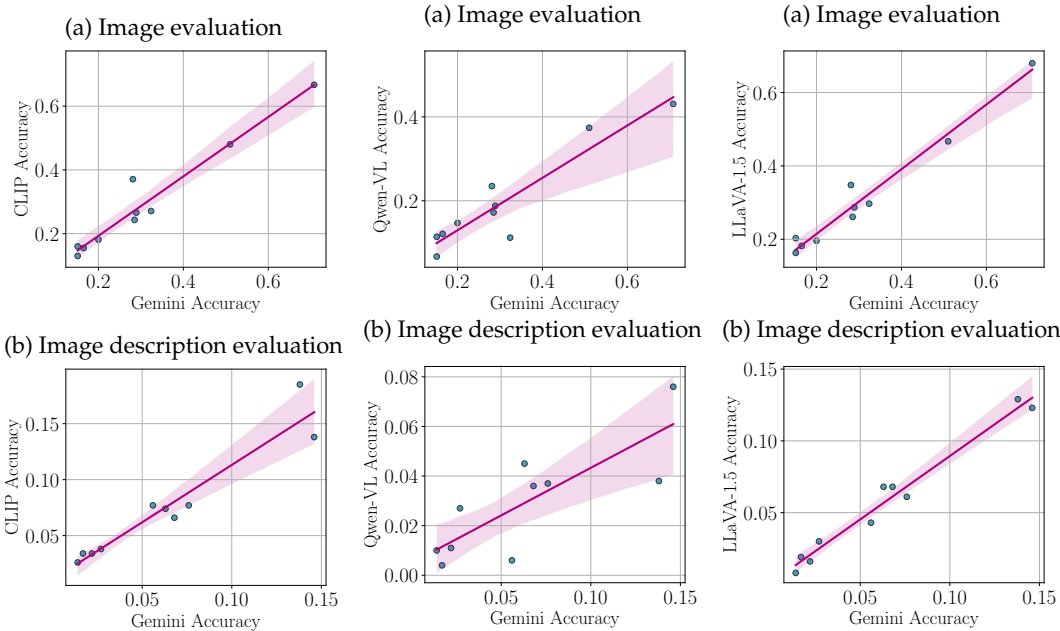 (a) Image evaluation
CLIP Accuracy
0.6
0.4
0.2
0.2
0.4
0.6
Gemini Accuracy
(a) Image evaluation
Qwen-VL Accuracy
0.4
0.2
0.2
0.4
0.6
Gemini Accuracy
(a) Image evaluation
LLaVA-1.5 Accuracy
0.6
0.4
0.2
0.2
0.4
0.6
Gemini Accuracy
(b) Image description evaluation
CLIP Accuracy
0.15
0.10
0.05
0.05
0.10
0.15
Gemini Accuracy
(b) Image description evaluation
Qwen-VL Accuracy
0.08
0.06
0.04
0.02
0.00
0.05
0.10
0.15
Gemini Accuracy
(b) Image description evaluation
LLaVA-1.5 Accuracy
0.15
0.10
0.05
0.05
0.10
0.15
Gemini Accuracy